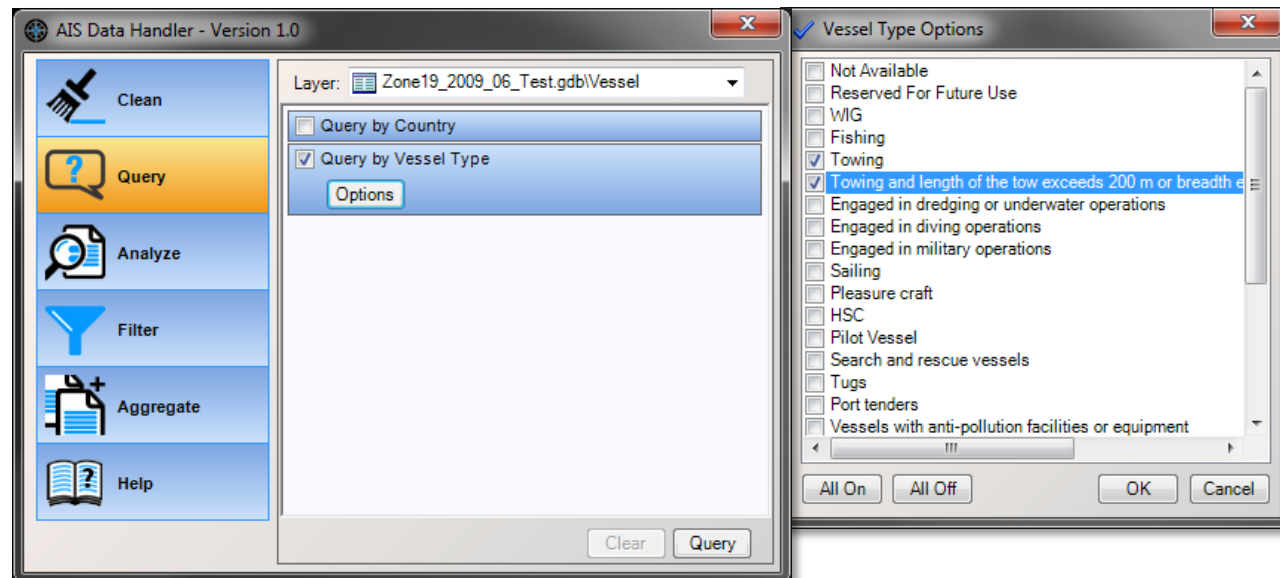 AIS Data Handler - Version 1.0
Clean
Query
Analyze
Filter
Aggregate
Help
Layer: Zone19_2009_06_Test.gdb\Vessel
Query by Country
Query by Vessel Type
Options
Clear Query
Vessel Type Options
Not Available
Reserved For Future Use
WIG
Fishing
Towing
Towing and length of the tow exceeds 200 m or breadth e
Engaged in dredging or underwater operations
Engaged in diving operations
Engaged in military operations
Sailing
Pleasure craft
HSC
Pilot Vessel
Search and rescue vessels
Tugs
Port tenders
Vessels with anti-pollution facilities or equipment
All On All Off OK Cancel